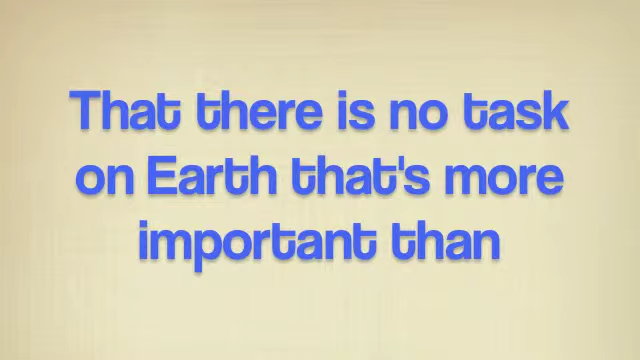 That there is no task
on Earth that's more
important than